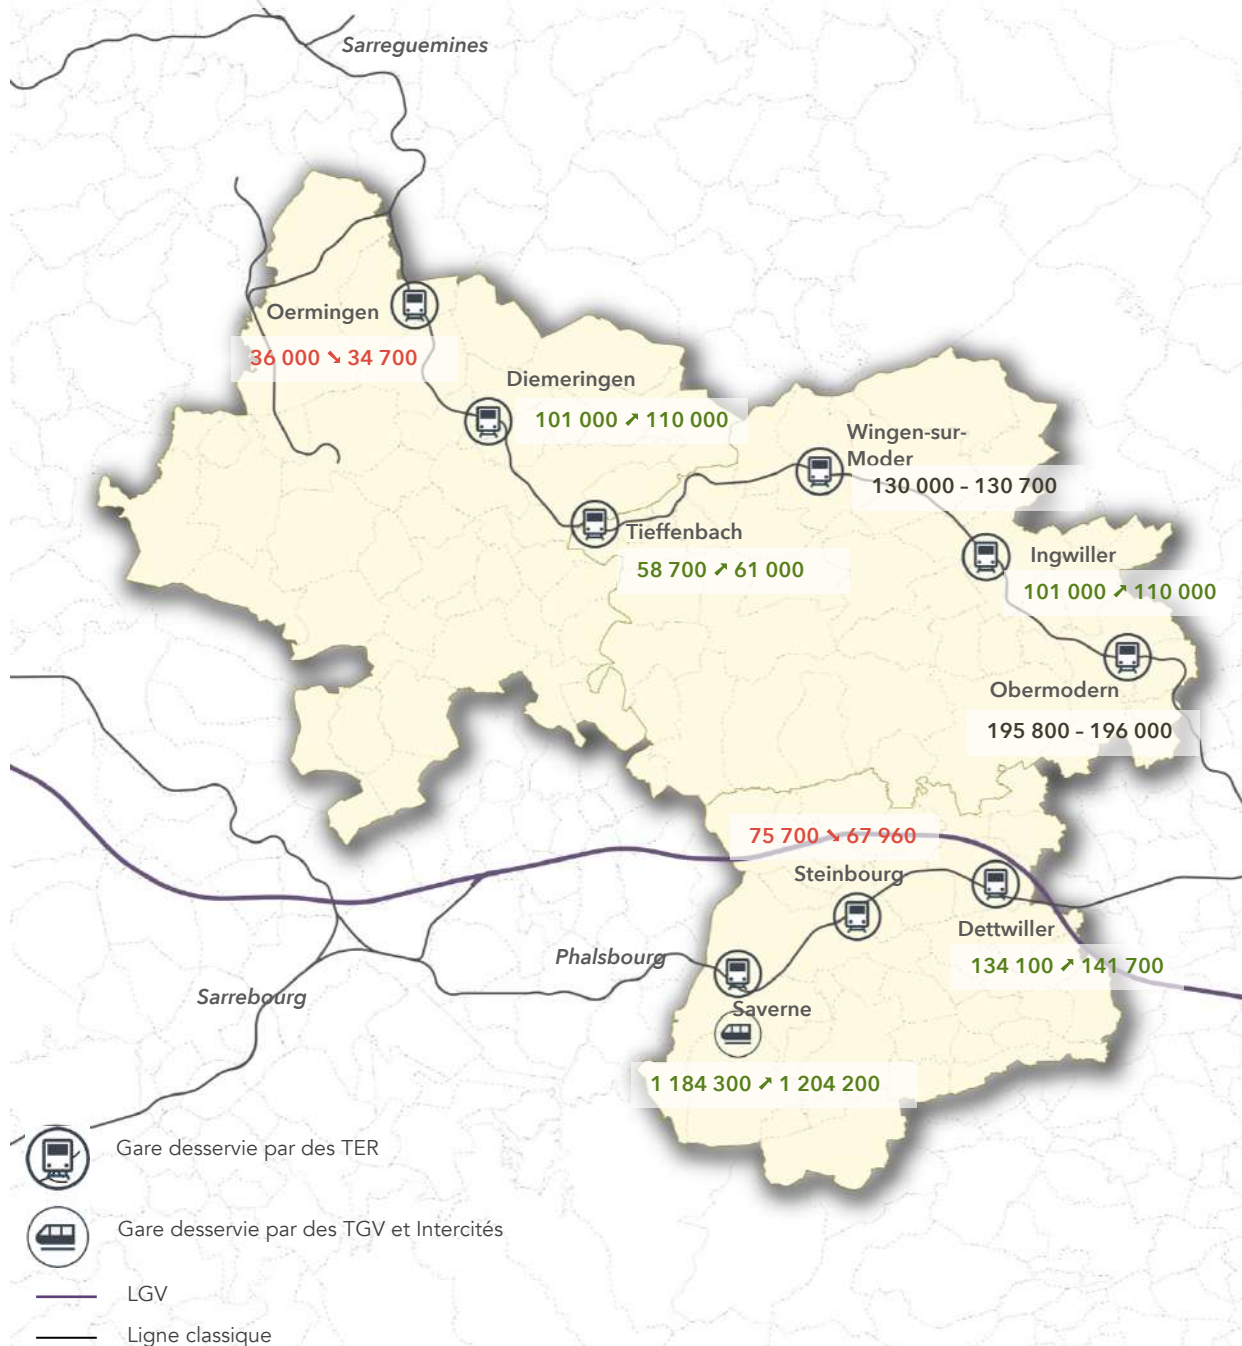 Sarreguemines
Oermingen
36 000 ➘ 34 700
Diemeringen
101 000 ➚ 110 000
Wingen-sur-
Moder
130 000 – 130 700
Tieffenbach
58 700 ➚ 61 000
Ingwiller
101 000 ➚ 110 000
Obermodern
195 800 – 196 000
75 700 ➘ 67 960
Steinbourg
Dettwiller
134 100 ➚ 141 700
Phalsbourg
Sarrebourg
Saverne
1 184 300 ➚ 1 204 200
Gare desservie par des TER
Gare desservie par des TGV et Intercités
LGV
Ligne classique